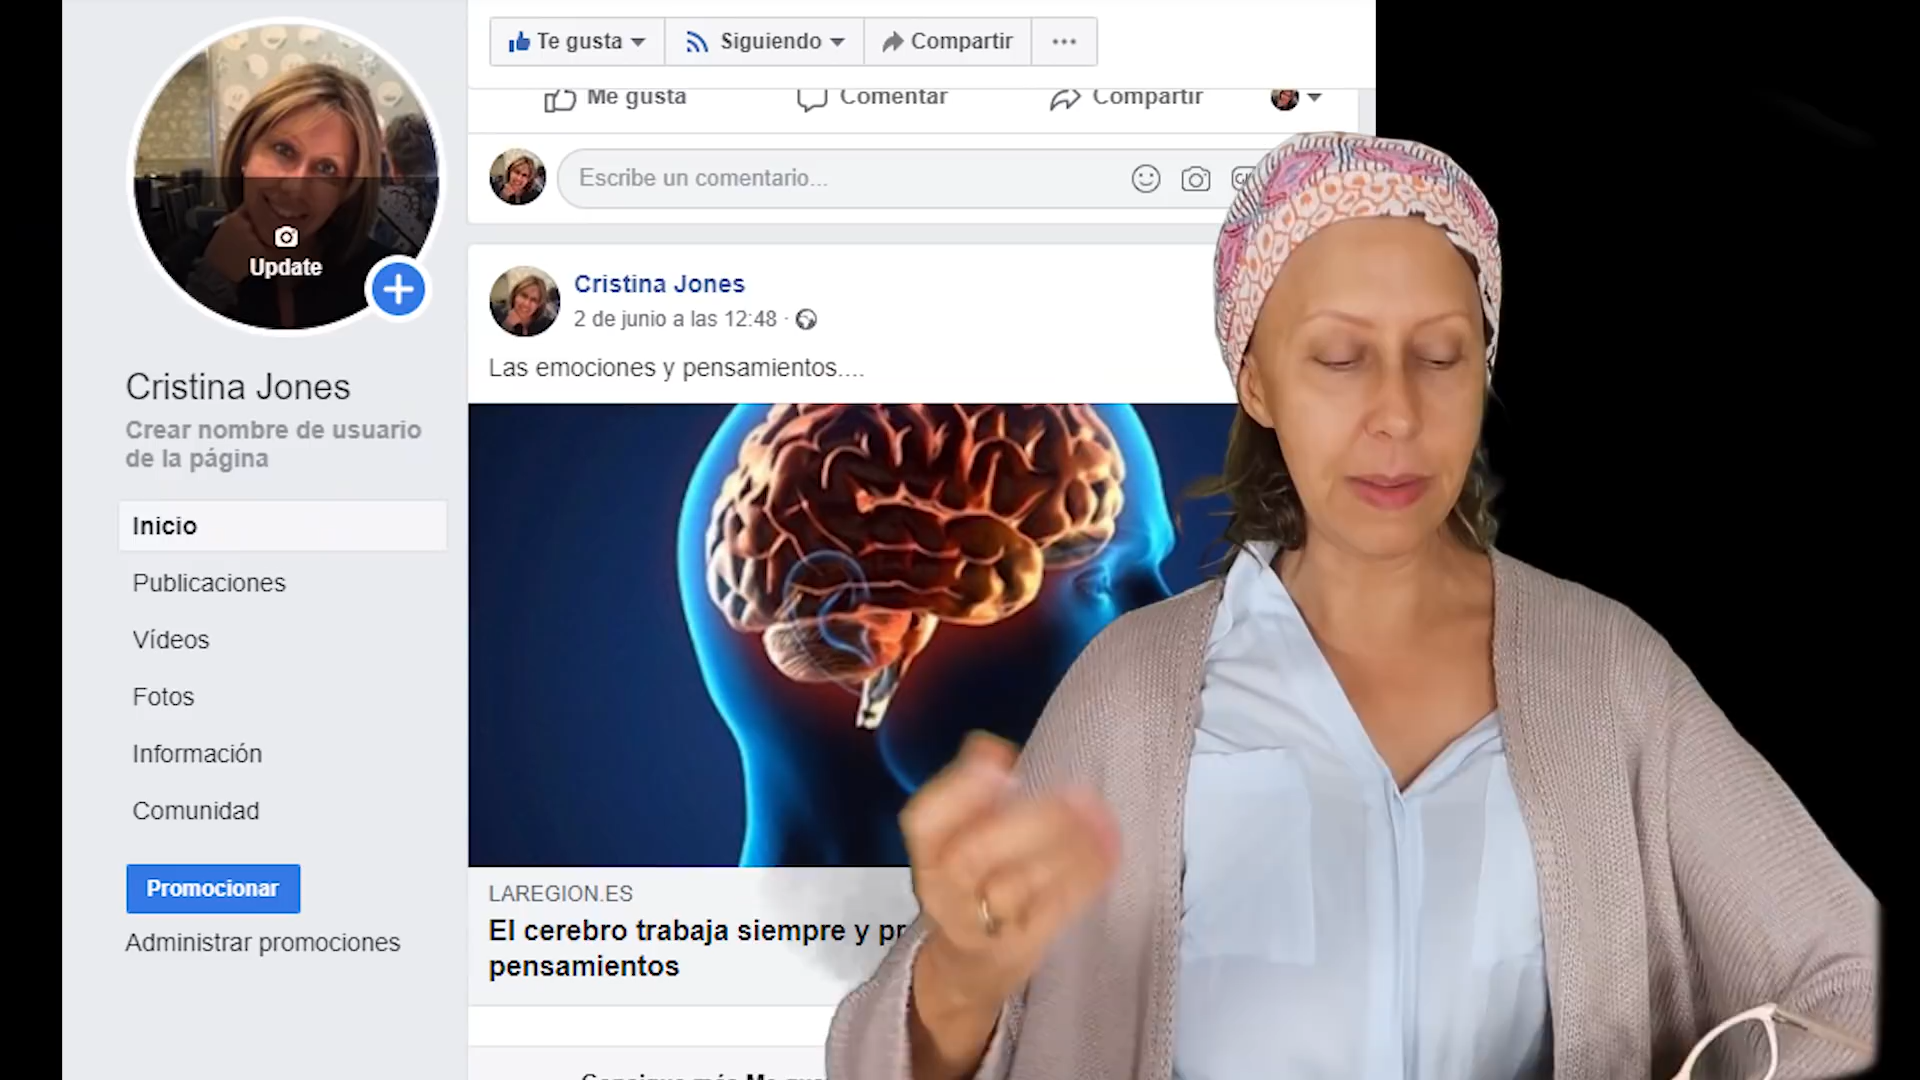 Te gusta
Siguiendo
Compartir
Me gusta
Comentar
Compartir
Escribe un comentario...
Update
Cristina Jones
2 de junio a las 12:48 ·
Las emociones y pensamientos....
Cristina Jones
Crear nombre de usuario
de la página
Inicio
Publicaciones
Vídeos
Fotos
Información
Comunidad
Promocionar
Administrar promociones
LAREGION.ES
El cerebro trabaja siempre y
pensamientos